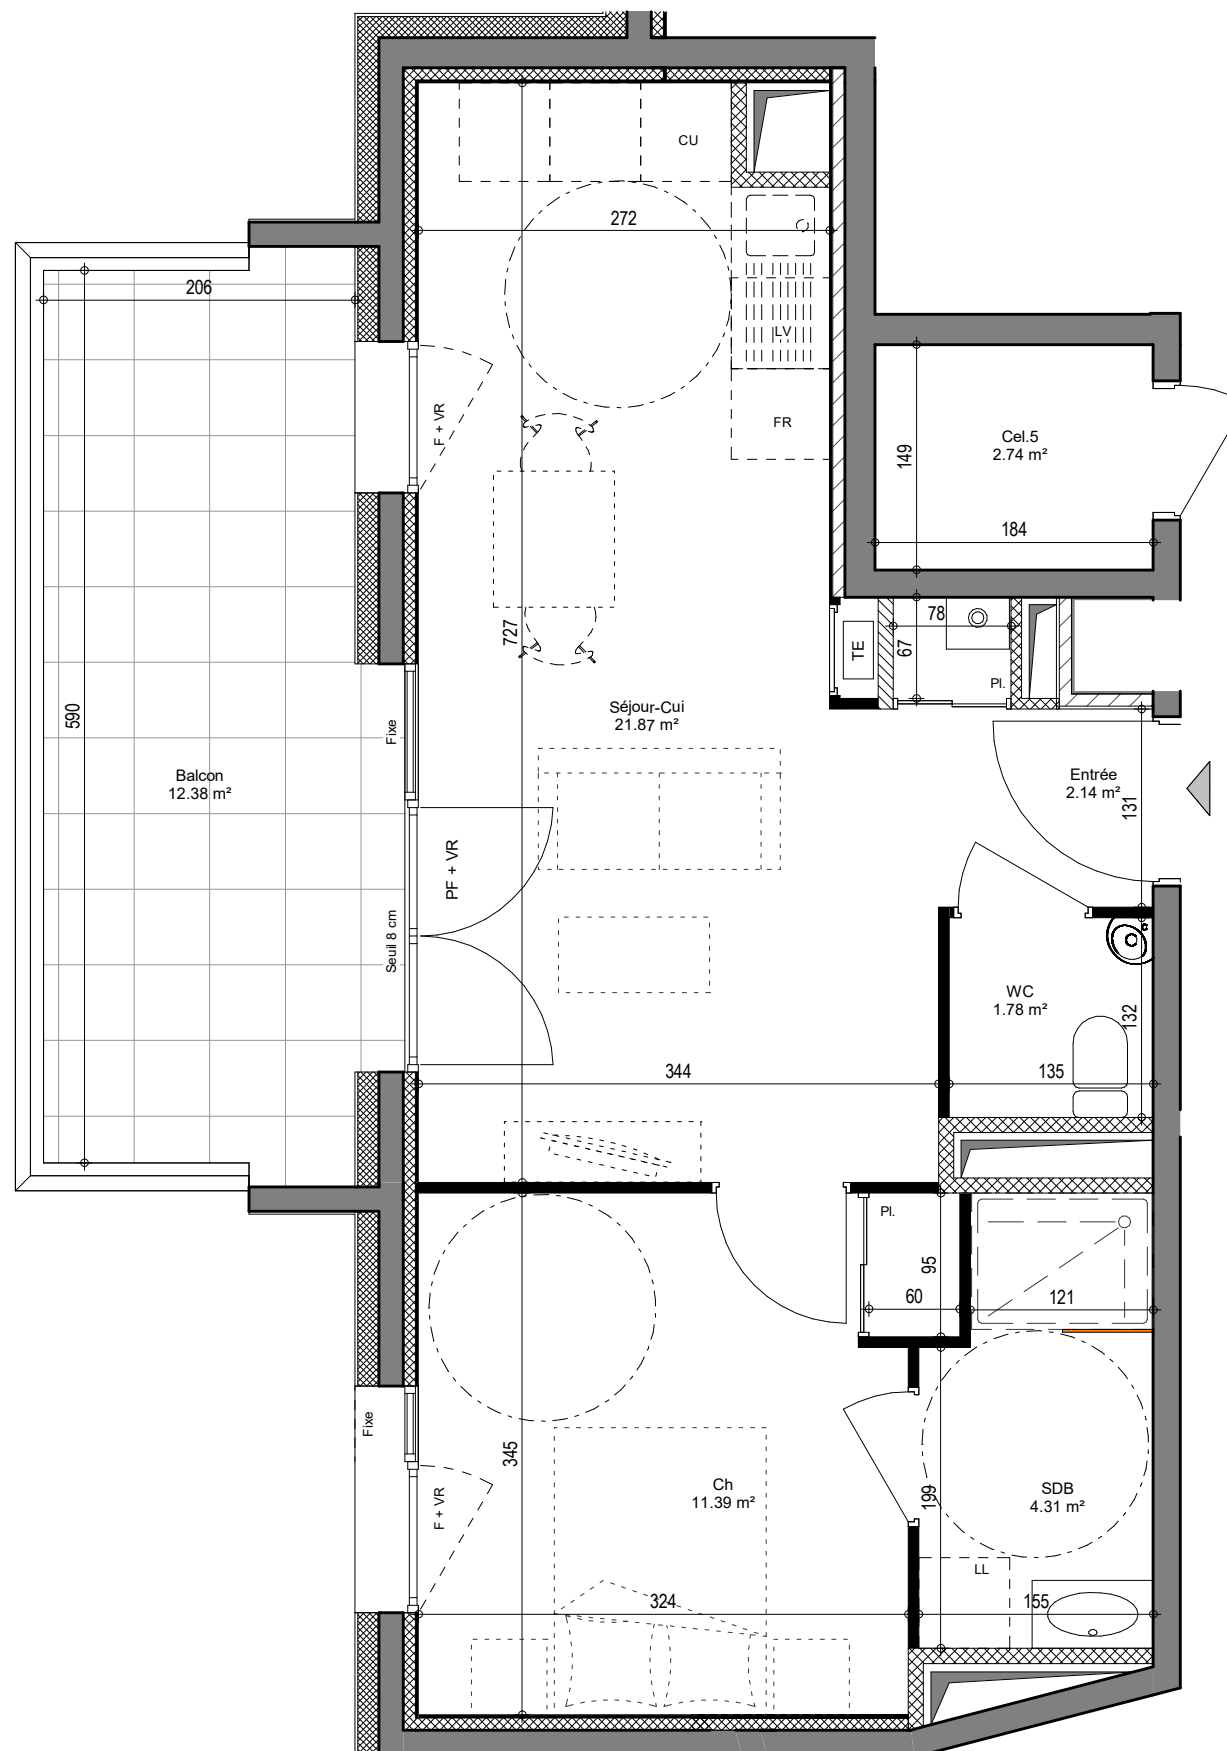 CU
272
206
LV
F + VR
FR
Cel.5
2.74 m²
149
184
78
67
TE
Pl.
727
590
Fixe
Séjour-Cui
21.87 m²
Balcon
12.38 m²
Entrée
2.14 m²
131
PF + VR
Seuil 8 cm
WC
1.78 m²
132
344
135
Pl.
95
60
121
Fixe
345
F + VR
Ch
11.39 m²
199
SDB
4.31 m²
LL
324
155